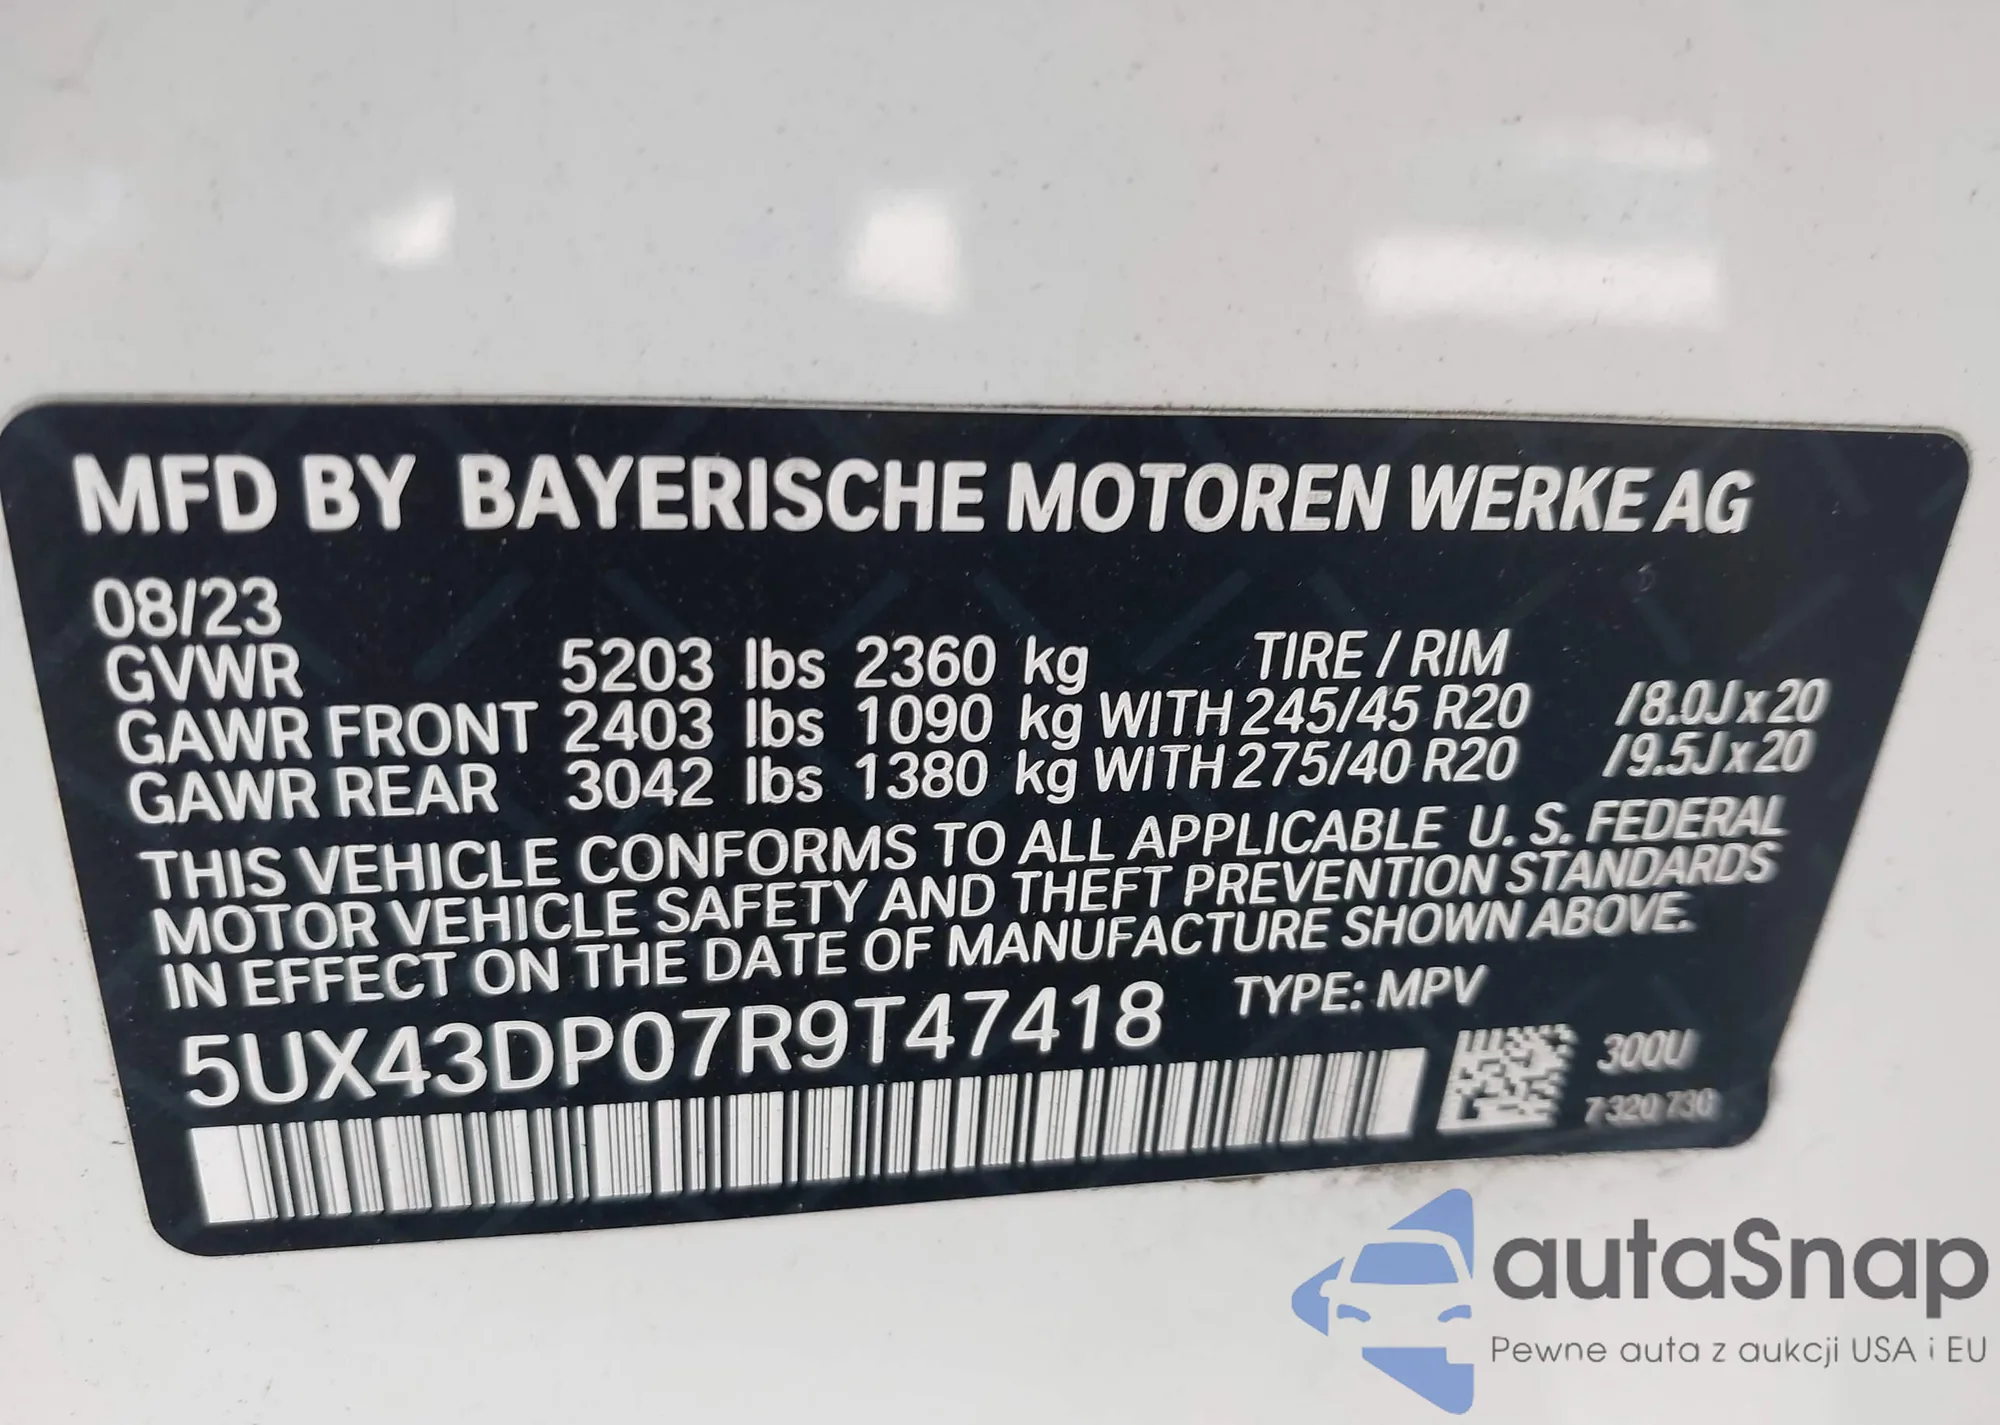 MFD BY BAYERISCHE MOTOREN WERKE AG
08/23
GVWR 5203 lbs 2360 kg TIRE / RIM
GAWR FRONT 2403 lbs 1090 kg WITH 245/45 R20 /8.0J x 20
GAWR REAR 3042 lbs 1380 kg WITH 275/40 R20 /9.5J x 20
THIS VEHICLE CONFORMS TO ALL APPLICABLE U. S. FEDERAL
MOTOR VEHICLE SAFETY AND THEFT PREVENTION STANDARDS
IN EFFECT ON THE DATE OF MANUFACTURE SHOWN ABOVE.
5UX43DP07R9T47418 TYPE: MPV
300U
7 320 730
autaSnap
Pewne auta z aukcji USA i EU